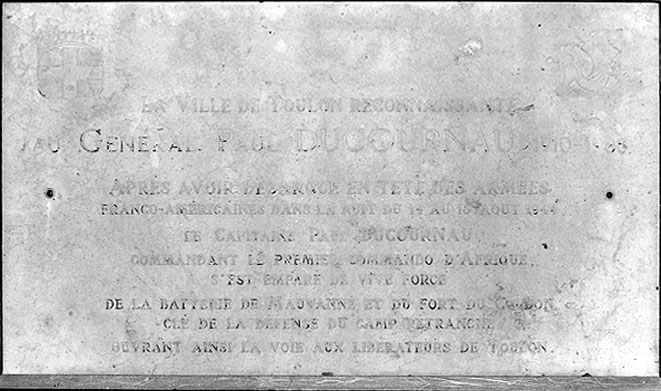 LA VILLE DE TOULON RECONNAISSANTE
AU GÉNÉRAL PAUL DUCOURNAU
APRÈS AVOIR DÉBARQUÉ EN TÊTE DES ARMÉES
FRANCO-AMÉRICAINES DANS LA NUIT DU 14 AU 15 AOUT 1944
LE CAPITAINE PAUL DUCOURNAU
COMMANDANT LE PREMIER COMMANDO D'AFRIQUE
S'EST EMPARÉ DE VIVE FORCE
DE LA BATTERIE DE MAUVANNE ET DU FORT DU COUDON
CLÉ DE LA DÉFENSE DU CAMP RETRANCHÉ
OUVRANT AINSI LA VOIE AUX LIBÉRATEURS DE TOULON.